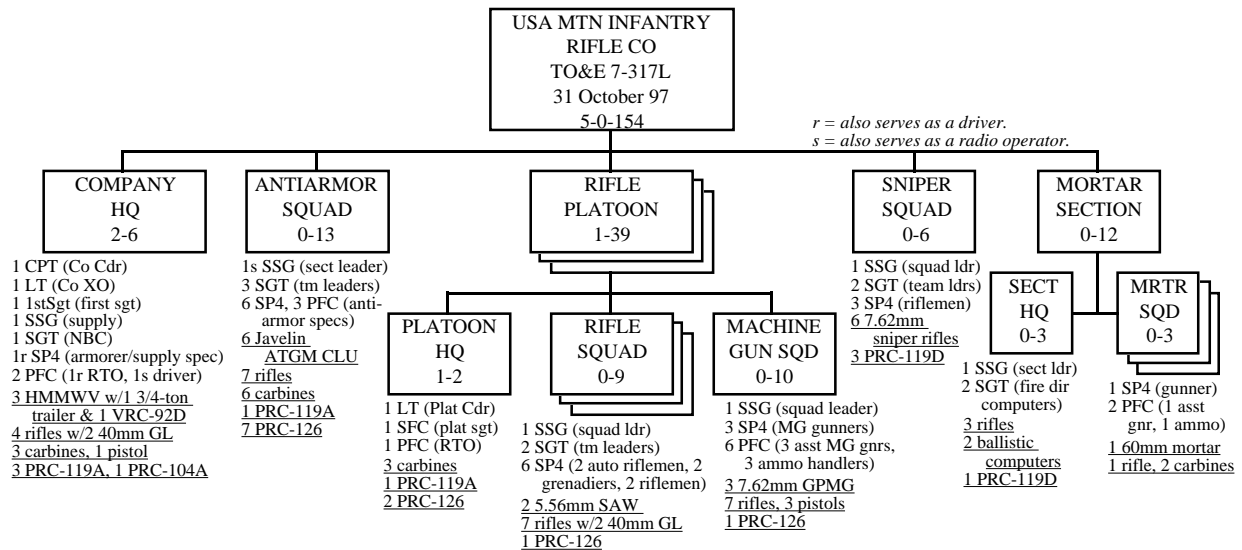 USA MTN INFANTRY
RIFLE CO
TO&E 7-317L
31 October 97
5-0-154
r = also serves as a driver.
s = also serves as a radio operator.
COMPANY
HQ
2-6
1 CPT (Co Cdr)
1 LT (Co XO)
1 1stSgt (first sgt)
1 SSG (supply)
1 SGT (NBC)
1r SP4 (armorer/supply spec)
2 PFC (1r RTO, 1s driver)
3 HMMWV w/1 3/4-ton
trailer & 1 VRC-92D
4 rifles w/2 40mm GL
3 carbines, 1 pistol
3 PRC-119A, 1 PRC-104A
ANTIARMOR
SQUAD
0-13
1s SSG (sect leader)
3 SGT (tm leaders)
6 SP4, 3 PFC (anti-
armor specs)
6 Javelin
ATGM CLU
7 rifles
6 carbines
1 PRC-119A
7 PRC-126
RIFLE
PLATOON
1-39
PLATOON
HQ
1-2
1 LT (Plat Cdr)
1 SFC (plat sgt)
1 PFC (RTO)
3 carbines
1 PRC-119A
2 PRC-126
RIFLE
SQUAD
0-9
1 SSG (squad ldr)
2 SGT (tm leaders)
6 SP4 (2 auto riflemen, 2
grenadiers, 2 riflemen)
2 5.56mm SAW
7 rifles w/2 40mm GL
1 PRC-126
MACHINE
GUN SQD
0-10
1 SSG (squad leader)
3 SP4 (MG gunners)
6 PFC (3 asst MG gnrs,
3 ammo handlers)
3 7.62mm GPMG
7 rifles, 3 pistols
1 PRC-126
SNIPER
SQUAD
0-6
1 SSG (squad ldr)
2 SGT (team ldrs)
3 SP4 (riflemen)
6 7.62mm
sniper rifles
3 PRC-119D
MORTAR
SECTION
0-12
SECT
HQ
0-3
1 SSG (sect ldr)
2 SGT (fire dir
computers)
3 rifles
2 ballistic
computers
1 PRC-119D
MRTR
SQD
0-3
1 SP4 (gunner)
2 PFC (1 asst
gnr, 1 ammo)
1 60mm mortar
1 rifle, 2 carbines